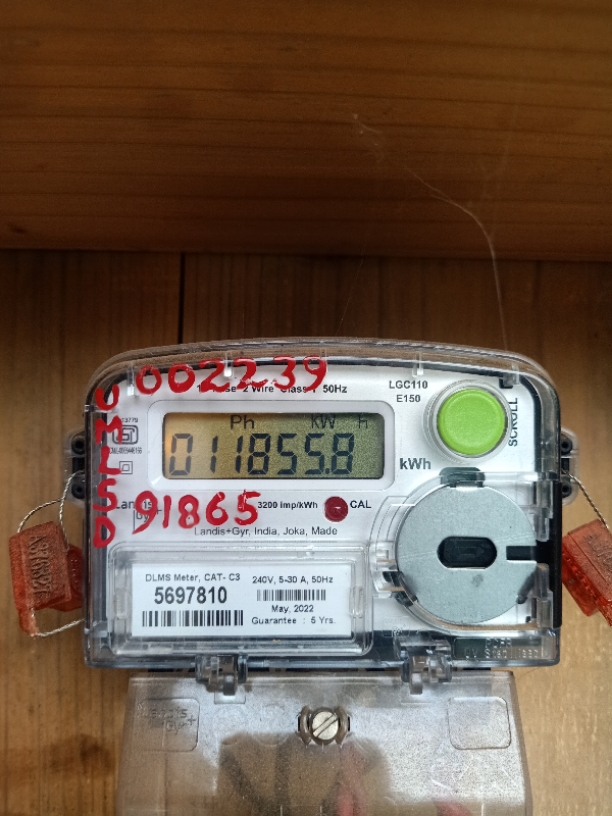 002239
1 Phase 2 Wire Class 1 50Hz
LGC110
E150
SCROLL
Ph kW h
011855.8
kWh
91865
3200 imp/kWh
CAL
Landis+Gyr, India, Joka, Made
DLMS Meter, CAT- C3
5697810
240V, 5-30 A, 50Hz
May, 2022
Guarantee : 5 Yrs.